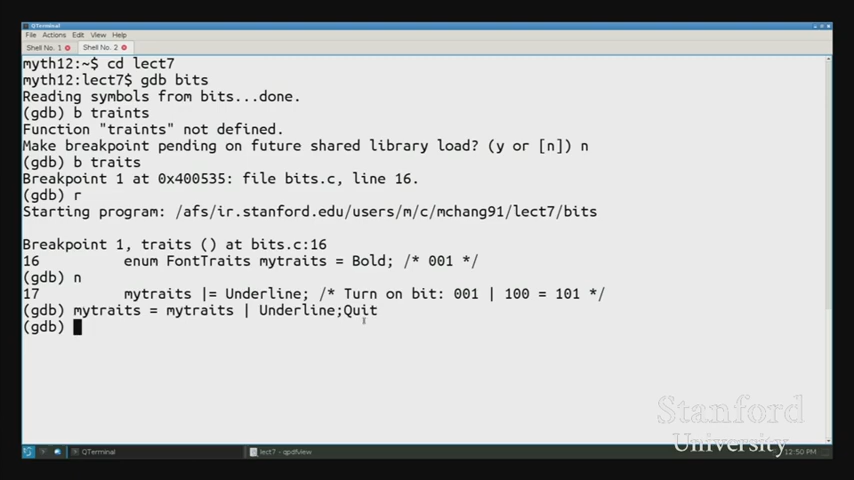 QTerminal
File Actions Edit View Help
Shell No. 1 Shell No. 2
myth12:~$ cd lect7
myth12:lect7$ gdb bits
Reading symbols from bits...done.
(gdb) b traints
Function "traints" not defined.
Make breakpoint pending on future shared library load? (y or [n]) n
(gdb) b traits
Breakpoint 1 at 0x400535: file bits.c, line 16.
(gdb) r
Starting program: /afs/ir.stanford.edu/users/m/c/mchang91/lect7/bits
Breakpoint 1, traits () at bits.c:16
16 enum FontTraits mytraits = Bold; /* 001 */
(gdb) n
17 mytraits |= Underline; /* Turn on bit: 001 | 100 = 101 */
(gdb) mytraits = mytraits | Underline;Quit
(gdb)
Stanford
University
QTerminal lect7 - qpdfview 12:50 PM